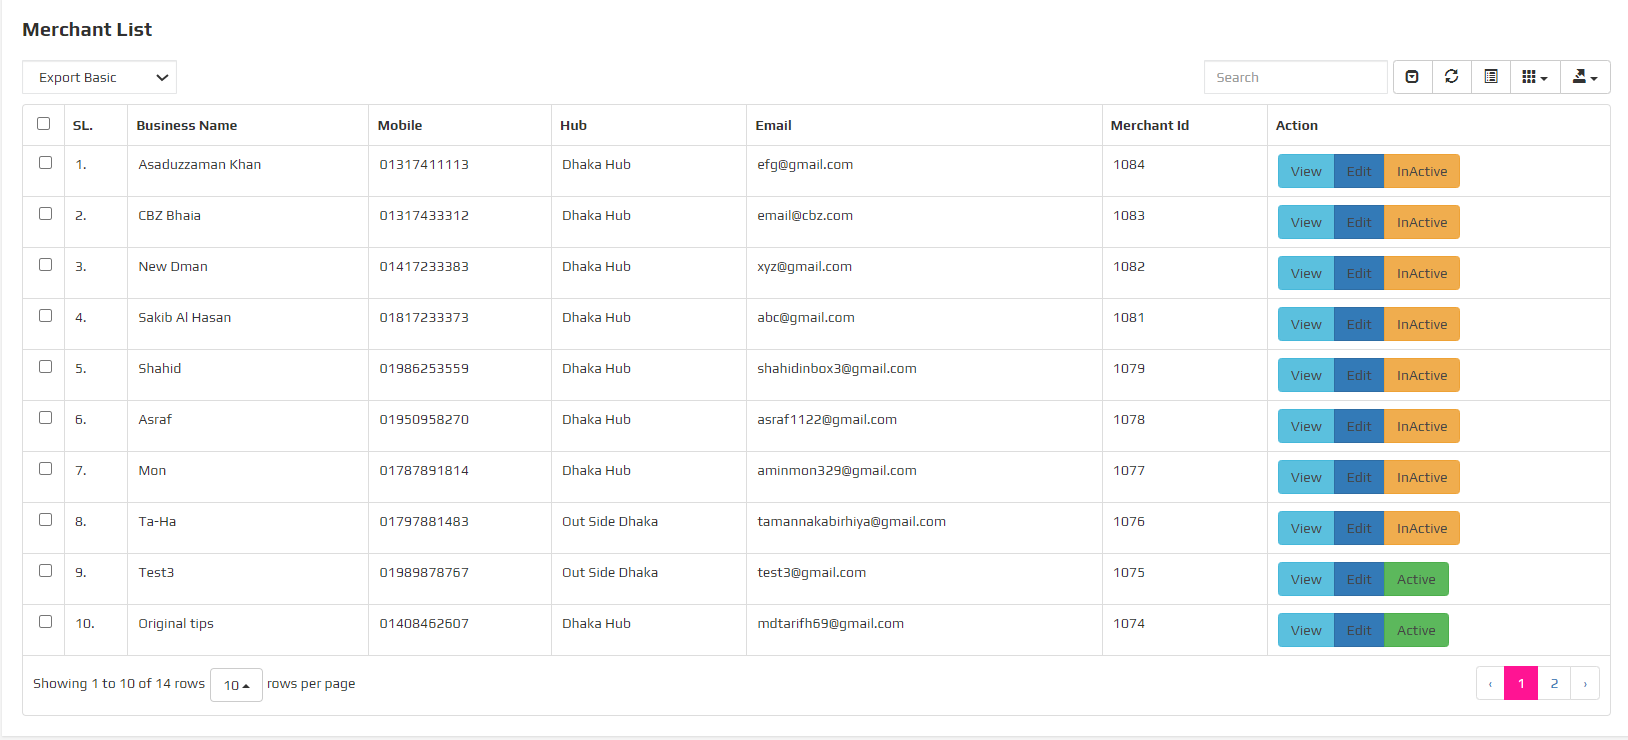 Merchant List
Export Basic
Search
SL. Business Name Mobile Hub Email Merchant Id Action
1. Asaduzzaman Khan 01317411113 Dhaka Hub efg@gmail.com 1084 View Edit InActive
2. CBZ Bhaia 01317433312 Dhaka Hub email@cbz.com 1083 View Edit InActive
3. New Dman 01417233383 Dhaka Hub xyz@gmail.com 1082 View Edit InActive
4. Sakib Al Hasan 01817233373 Dhaka Hub abc@gmail.com 1081 View Edit InActive
5. Shahid 01986253559 Dhaka Hub shahidinbox3@gmail.com 1079 View Edit InActive
6. Asraf 01950958270 Dhaka Hub asraf1122@gmail.com 1078 View Edit InActive
7. Mon 01787891814 Dhaka Hub aminmon329@gmail.com 1077 View Edit InActive
8. Ta-Ha 01797881483 Out Side Dhaka tamannakabirhiya@gmail.com 1076 View Edit InActive
9. Test3 01989878767 Out Side Dhaka test3@gmail.com 1075 View Edit Active
10. Original tips 01408462607 Dhaka Hub mdtarifh69@gmail.com 1074 View Edit Active
Showing 1 to 10 of 14 rows 10 rows per page ‹ 1 2 ›